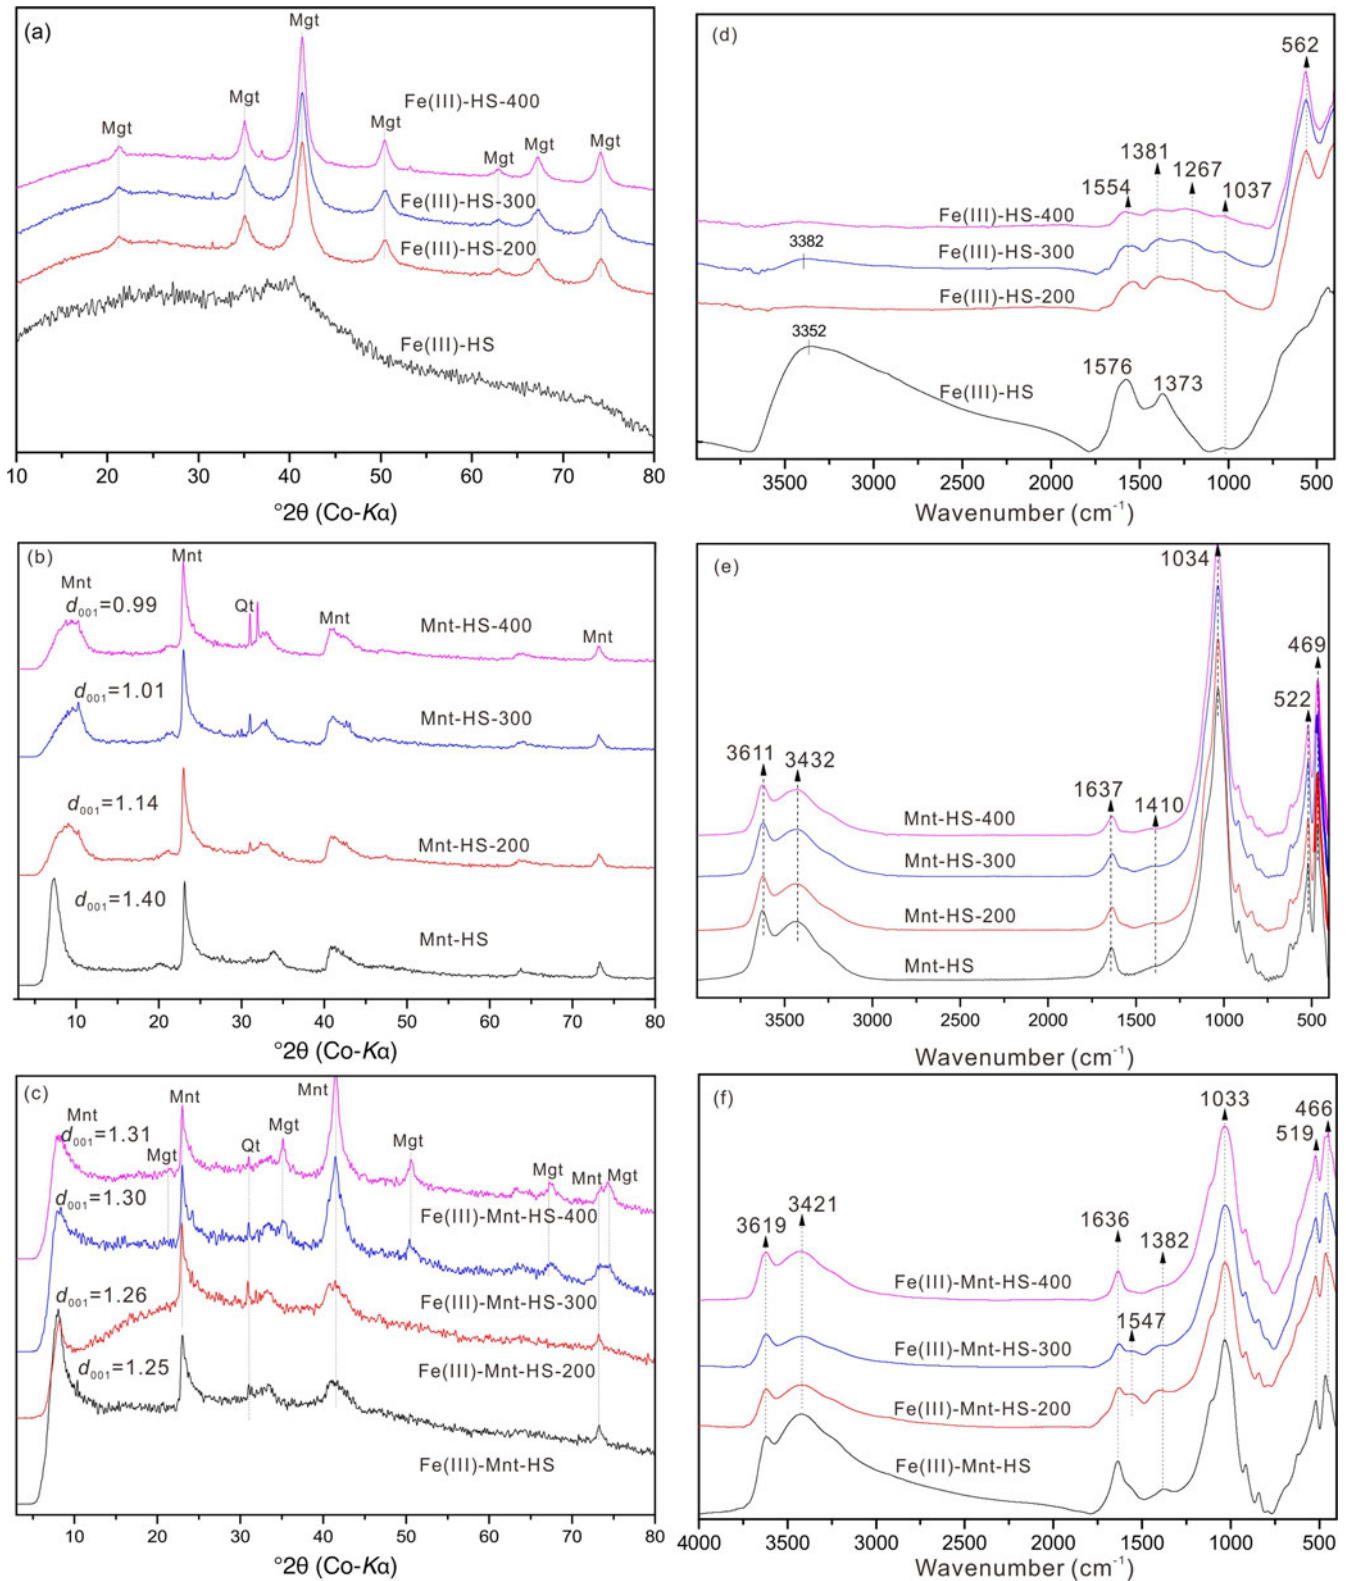 (a)
Mgt
Mgt
Mgt
Mgt
Mgt
Mgt
Mgt
Fe(III)-HS-400
Fe(III)-HS-300
Fe(III)-HS-200
Fe(III)-HS
10 20 30 40 50 60 70 80
°2θ (Co-Kα)
(d)
562
1381
1554
1267
1037
Fe(III)-HS-400
3382
Fe(III)-HS-300
Fe(III)-HS-200
3352
1576
1373
Fe(III)-HS
3500 3000 2500 2000 1500 1000 500
Wavenumber (cm-1)
(b)
Mnt
Mnt
d001=0.99
Qt
Mnt
Mnt
Mnt-HS-400
d001=1.01
Mnt-HS-300
d001=1.14
Mnt-HS-200
d001=1.40
Mnt-HS
10 20 30 40 50 60 70 80
°2θ (Co-Kα)
(e)
1034
469
522
3611
3432
1637
1410
Mnt-HS-400
Mnt-HS-300
Mnt-HS-200
Mnt-HS
3500 3000 2500 2000 1500 1000 500
Wavenumber (cm-1)
(c)
Mnt
Mnt
Mnt
d001=1.31
Mgt
Qt
Mgt
Mgt
Mgt
Mnt
Mgt
d001=1.30
Fe(III)-Mnt-HS-400
d001=1.26
Fe(III)-Mnt-HS-300
d001=1.25
Fe(III)-Mnt-HS-200
Fe(III)-Mnt-HS
10 20 30 40 50 60 70 80
°2θ (Co-Kα)
(f)
1033
466
519
3619
3421
1636
1382
Fe(III)-Mnt-HS-400
1547
Fe(III)-Mnt-HS-300
Fe(III)-Mnt-HS-200
Fe(III)-Mnt-HS
4000 3500 3000 2500 2000 1500 1000 500
Wavenumber (cm-1)